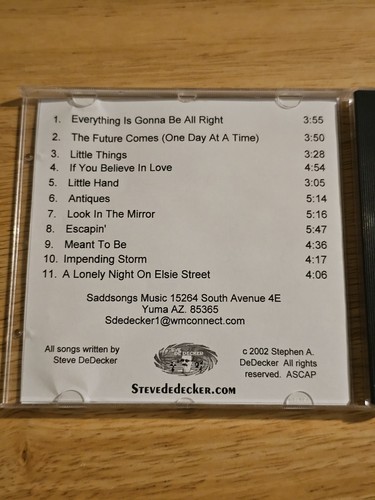 1. Everything Is Gonna Be All Right 3:55
2. The Future Comes (One Day At A Time) 3:50
3. Little Things 3:28
4. If You Believe In Love 4:54
5. Little Hand 3:05
6. Antiques 5:14
7. Look In The Mirror 5:16
8. Escapin' 5:47
9. Meant To Be 4:36
10. Impending Storm 4:17
11. A Lonely Night On Elsie Street 4:06
Saddsongs Music 15264 South Avenue 4E
Yuma AZ. 85365
Sdedecker1@wmconnect.com
All songs written by
Steve DeDecker
DEDECKER
c 2002 Stephen A.
DeDecker All rights
reserved. ASCAP
STEVEDEDECKER.COM